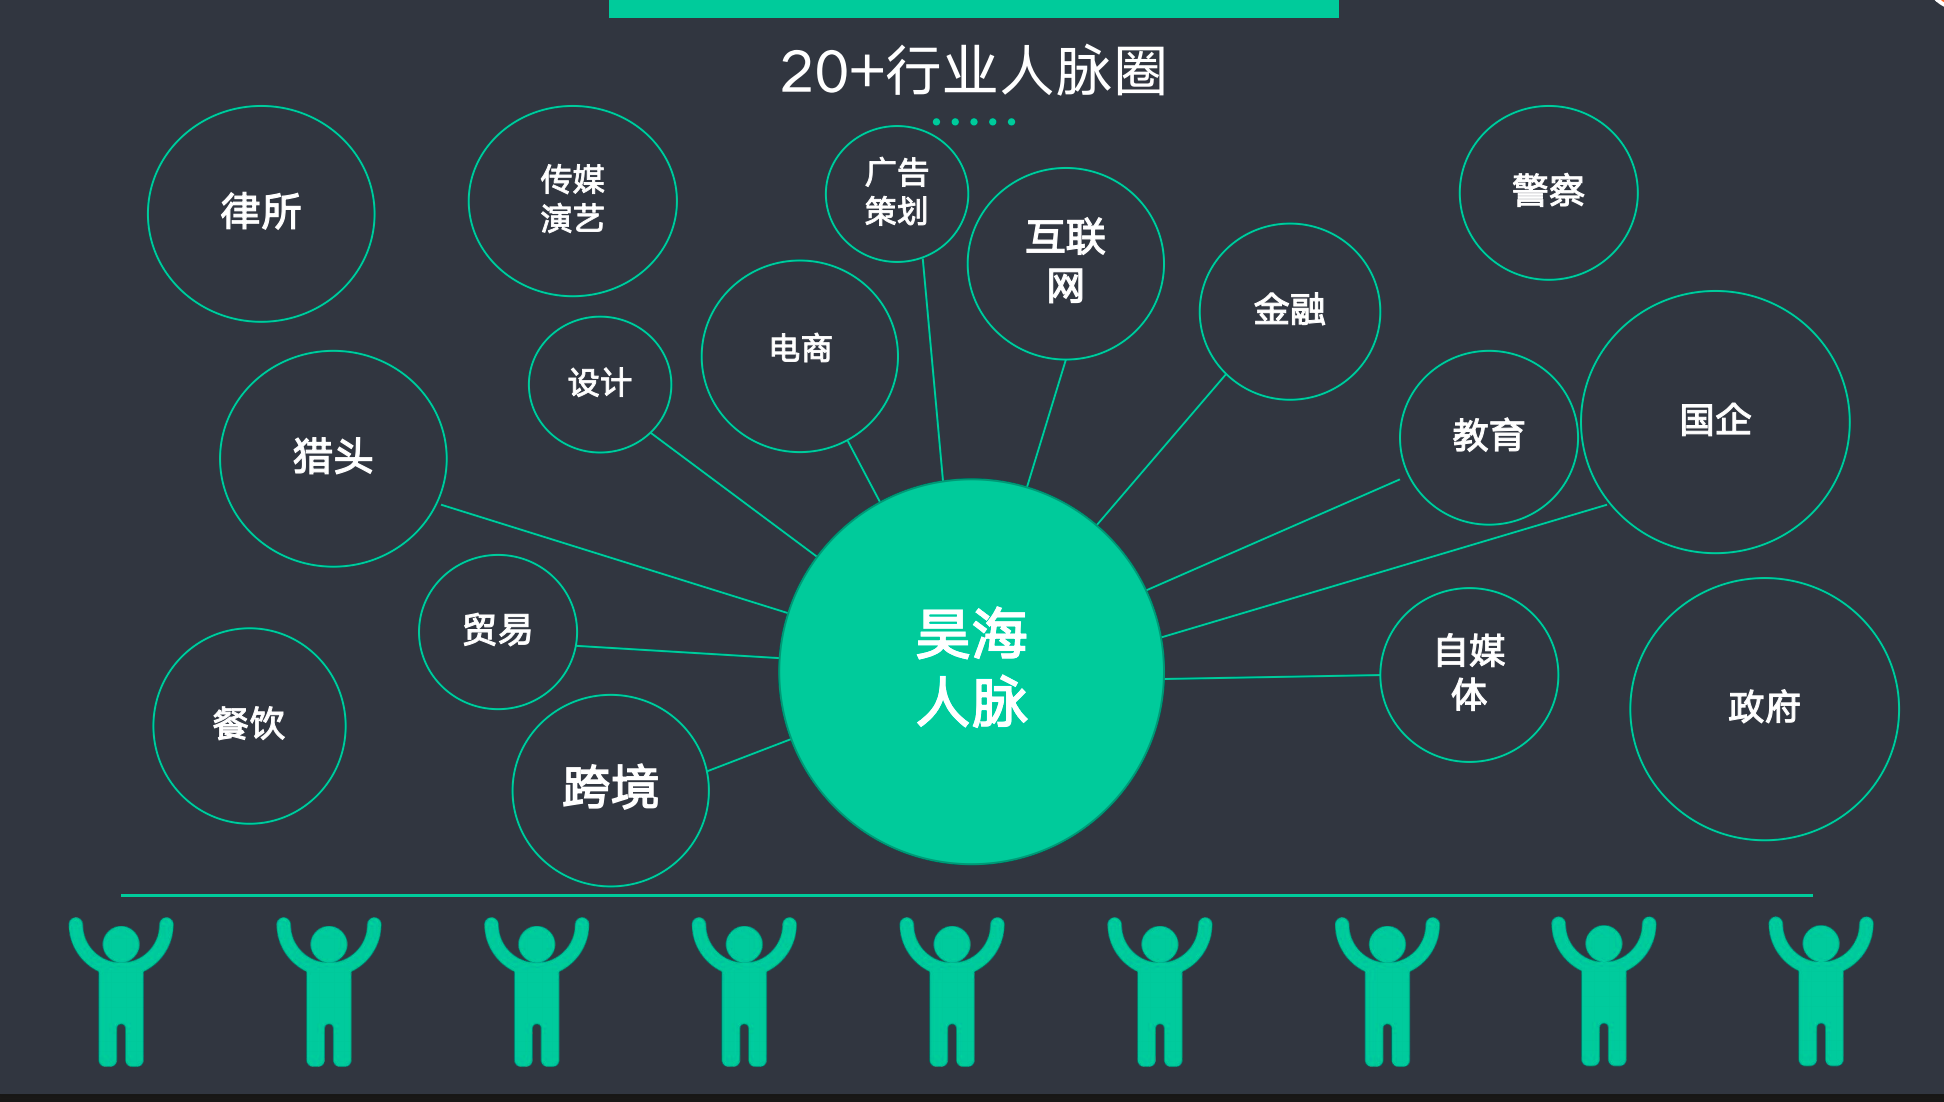 20+行业人脉圈
律所
传媒
演艺
广告
策划
互联
网
警察
金融
电商
设计
猎头
教育
国企
贸易
昊海
人脉
自媒
体
餐饮
跨境
政府